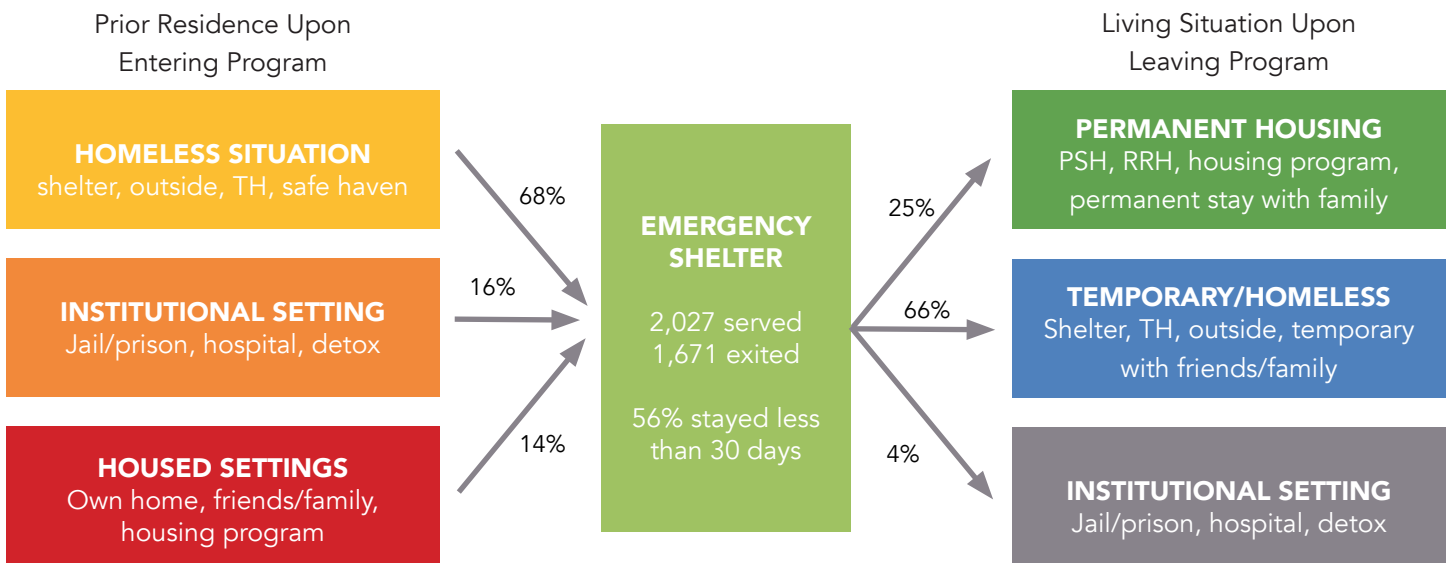 Prior Residence Upon
Entering Program
HOMELESS SITUATION
shelter, outside, TH, safe haven
INSTITUTIONAL SETTING
Jail/prison, hospital, detox
HOUSED SETTINGS
Own home, friends/family,
housing program
68%
16%
14%
EMERGENCY
SHELTER
2,027 served
1,671 exited
56% stayed less
than 30 days
25%
66%
4%
Living Situation Upon
Leaving Program
PERMANENT HOUSING
PSH, RRH, housing program,
permanent stay with family
TEMPORARY/HOMELESS
Shelter, TH, outside, temporary
with friends/family
INSTITUTIONAL SETTING
Jail/prison, hospital, detox